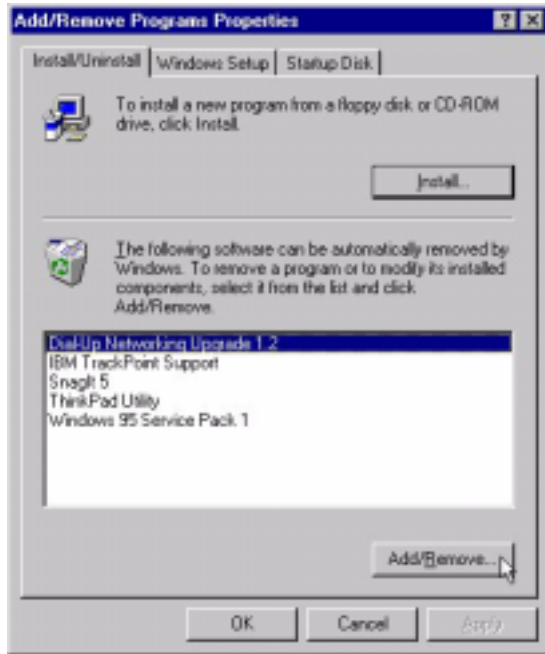 Add/Remove Programs Properties
Install/Uninstall
Windows Setup
Startup Disk
To install a new program from a floppy disk or CD-ROM
drive, click Install.
Install...
The following software can be automatically removed by
Windows. To remove a program or to modify its installed
components, select it from the list and click
Add/Remove.
Dial-Up Networking Upgrade 1.2
IBM TrackPoint Support
SnagIt 5
ThinkPad Utility
Windows 95 Service Pack 1
Add/Remove...
OK
Cancel
Apply